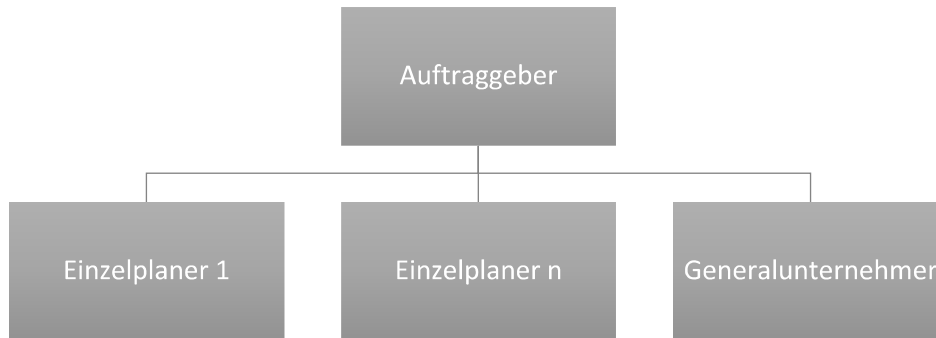 Auftraggeber
Einzelplaner 1
Einzelplaner n
Generalunternehmer